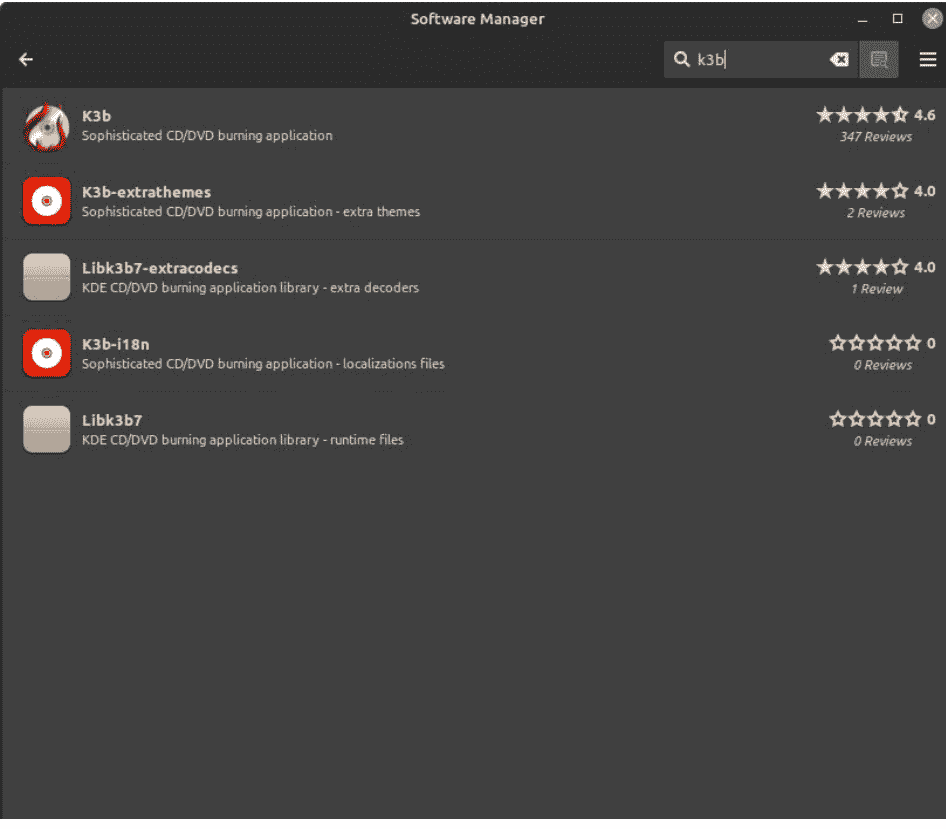 Software Manager
k3b
K3b
4.6
Sophisticated CD/DVD burning application
347 Reviews
K3b-extrathemes
4.0
Sophisticated CD/DVD burning application - extra themes
2 Reviews
Libk3b7-extracodecs
4.0
KDE CD/DVD burning application library - extra decoders
1 Review
K3b-i18n
0
Sophisticated CD/DVD burning application - localizations files
0 Reviews
Libk3b7
0
KDE CD/DVD burning application library - runtime files
0 Reviews